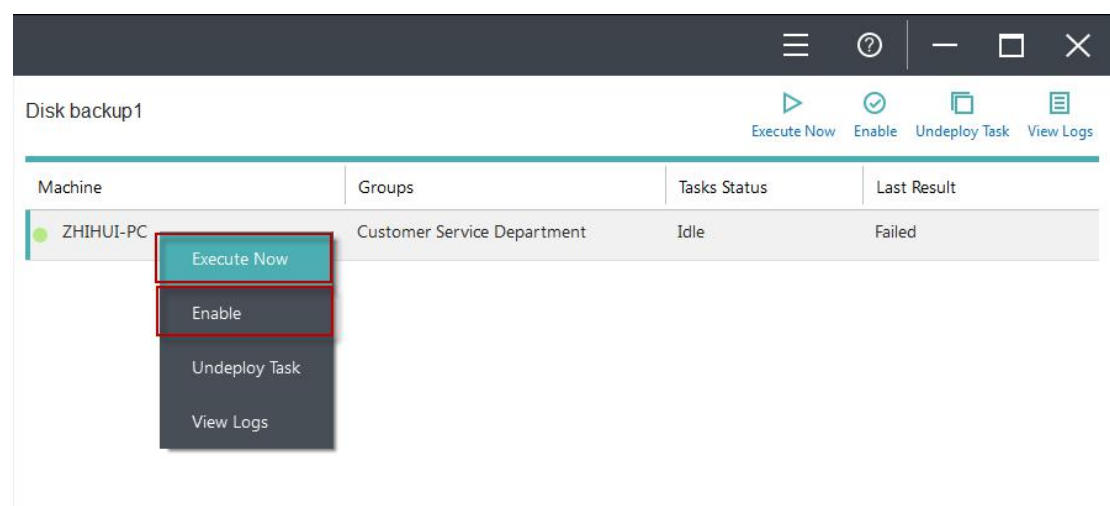 Disk backup1
Execute Now Enable Undeploy Task View Logs
Machine Groups Tasks Status Last Result
ZHIHUI-PC Customer Service Department Idle Failed
Execute Now
Enable
Undeploy Task
View Logs